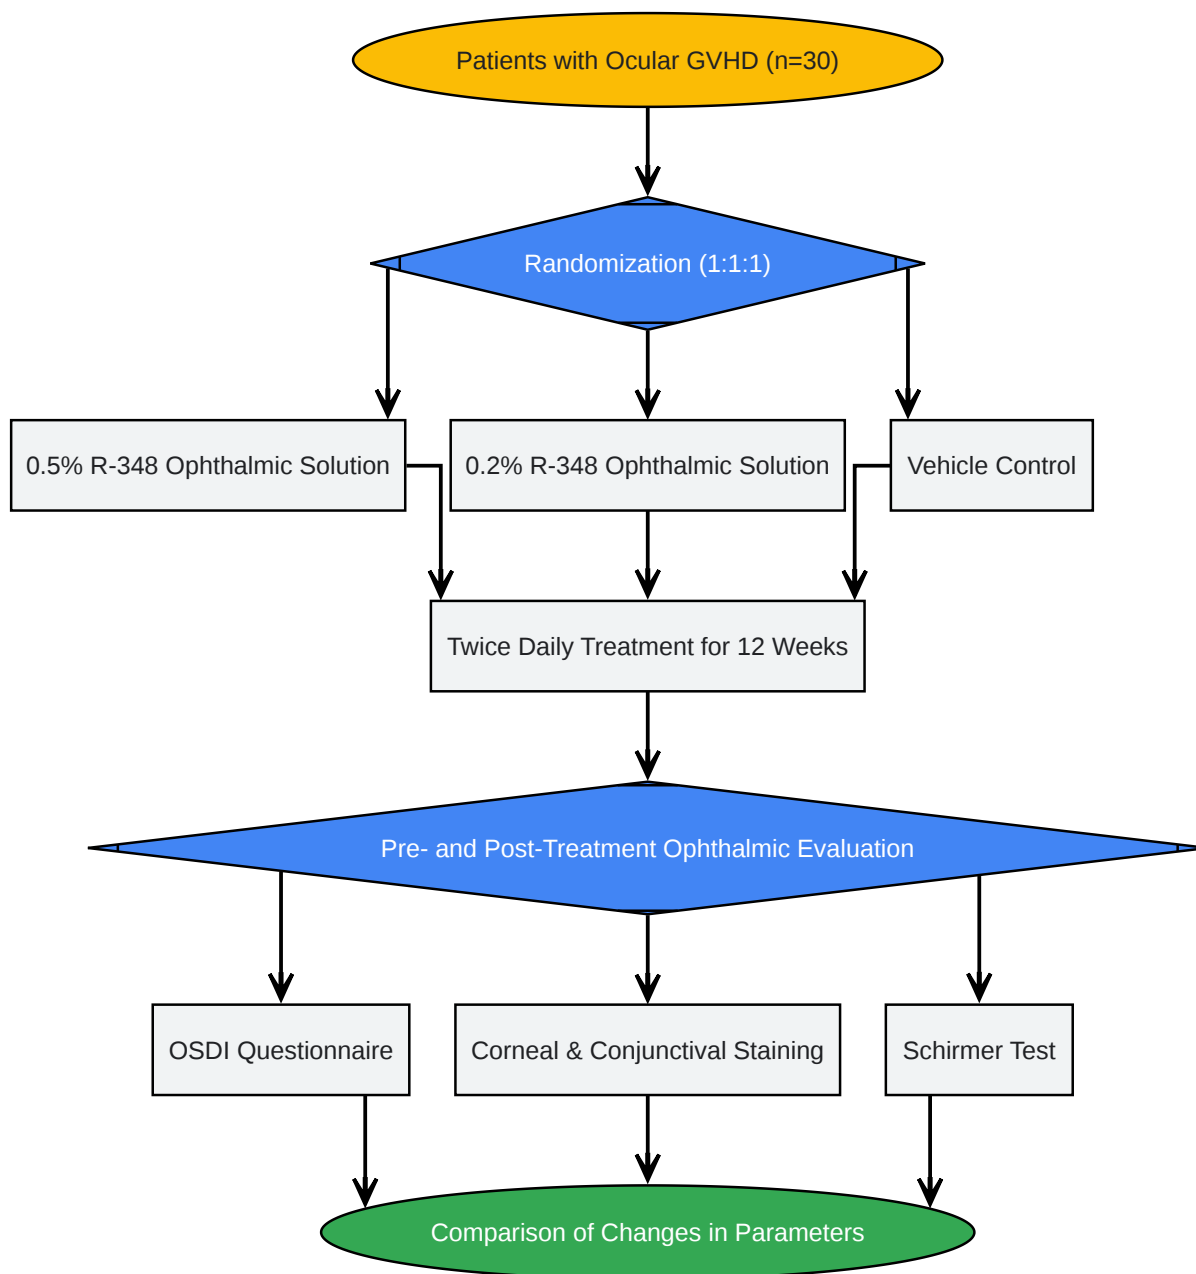 Patients with Ocular GVHD (n=30)
Randomization (1:1:1)
0.5% R-348 Ophthalmic Solution
0.2% R-348 Ophthalmic Solution
Vehicle Control
Twice Daily Treatment for 12 Weeks
Pre- and Post-Treatment Ophthalmic Evaluation
OSDI Questionnaire
Corneal & Conjunctival Staining
Schirmer Test
Comparison of Changes in Parameters